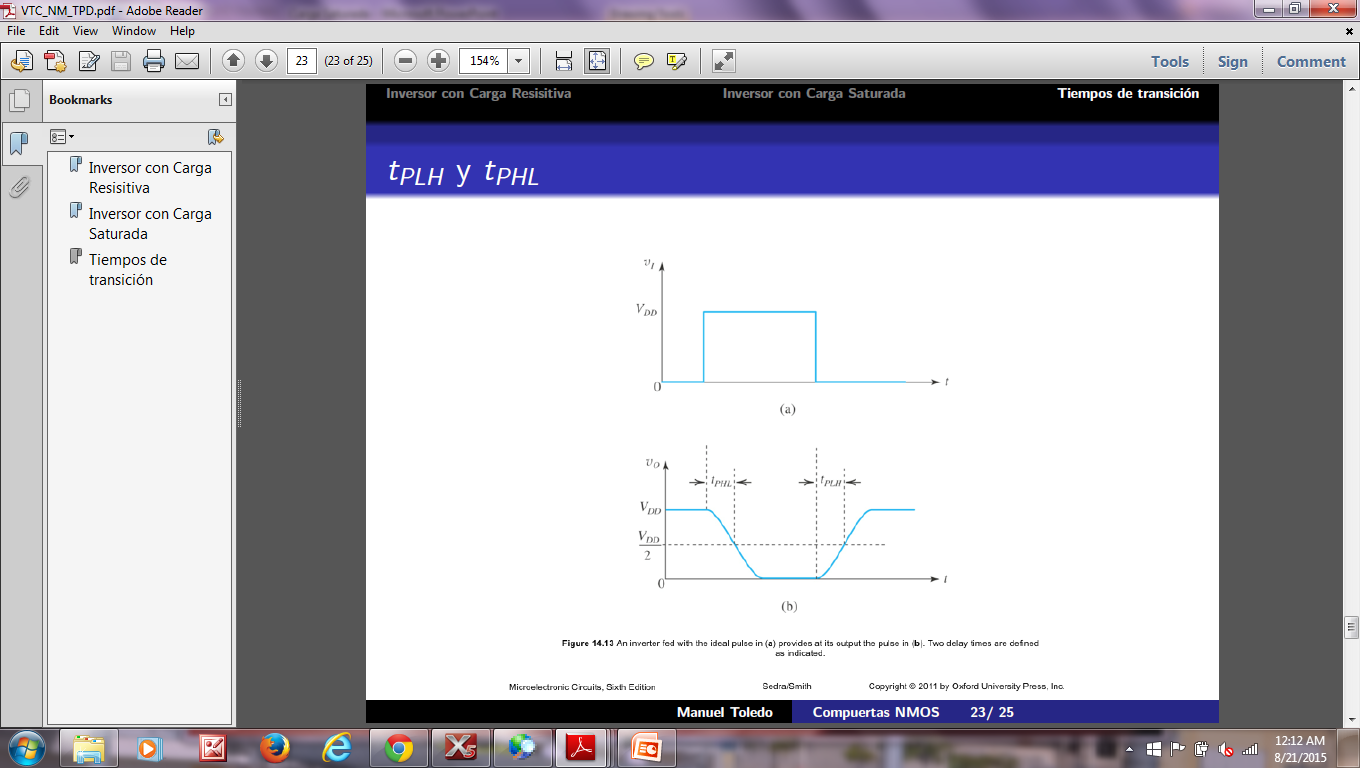 VTC_NM_TPD.pdf - Adobe Reader
File Edit View Window Help
23 (23 of 25) 154% Tools Sign Comment
Bookmarks
Inversor con Carga
Resisitiva
Inversor con Carga
Saturada
Tiempos de
transición
Inversor con Carga Resisitiva Inversor con Carga Saturada Tiempos de transición
tPLH y tPHL
vI
VDD
0
t
(a)
vO
tPHL tPLH
VDD
VDD
2
0
t
(b)
Figure 14.13 An inverter fed with the ideal pulse in (a) provides at its output the pulse in (b). Two delay times are defined
as indicated.
Microelectronic Circuits, Sixth Edition Sedra/Smith Copyright © 2011 by Oxford University Press, Inc.
Manuel Toledo Compuertas NMOS 23/ 25
12:12 AM
8/21/2015